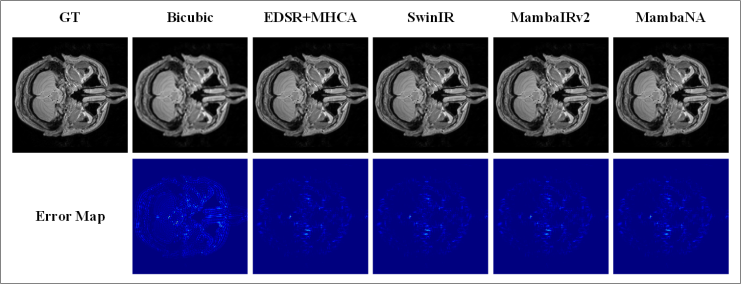 GT Bicubic EDSR+MHCA SwinIR MambaIRv2 MambaNA
Error Map